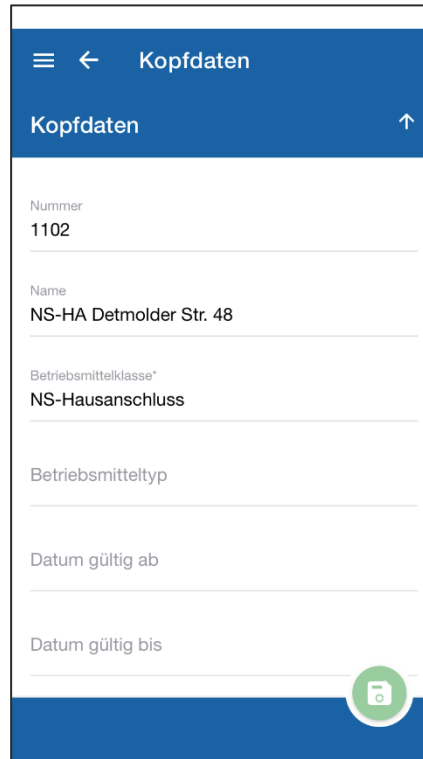 Kopfdaten
Kopfdaten
Nummer
1102
Name
NS-HA Detmolder Str. 48
Betriebsmittelklasse*
NS-Hausanschluss
Betriebsmitteltyp
Datum gültig ab
Datum gültig bis